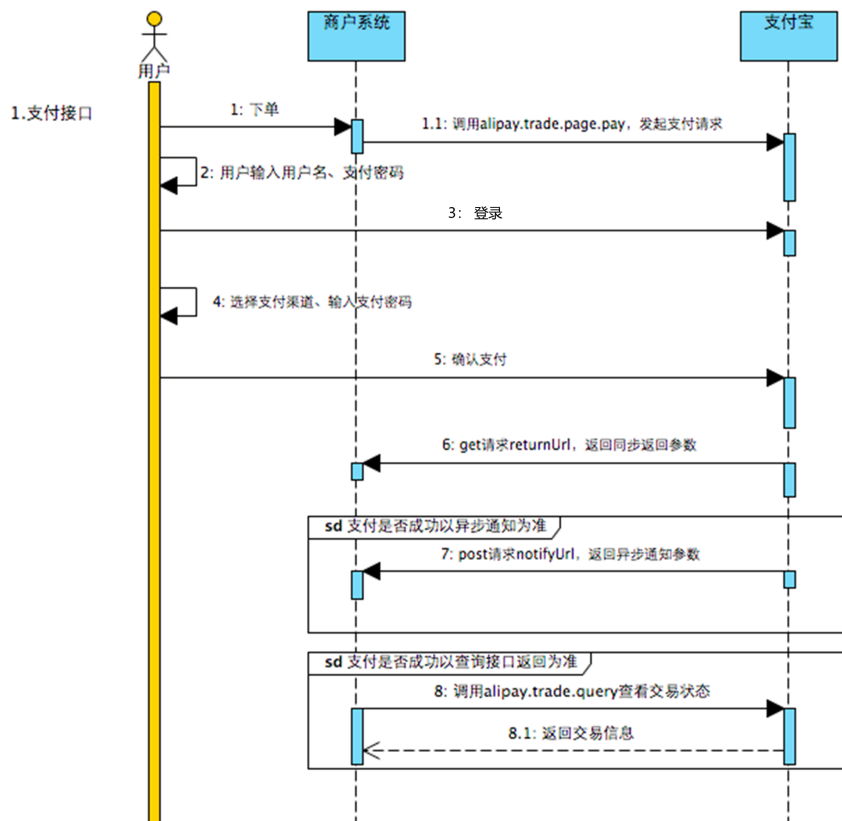 商户系统
支付宝
用户
1.支付接口
1: 下单
1.1: 调用alipay.trade.page.pay，发起支付请求
2: 用户输入用户名、支付密码
3: 登录
4: 选择支付渠道、输入支付密码
5: 确认支付
6: get请求returnUrl，返回同步返回参数
sd 支付是否成功以异步通知为准
7: post请求notifyUrl，返回异步通知参数
sd 支付是否成功以查询接口返回为准
8: 调用alipay.trade.query查看交易状态
8.1: 返回交易信息